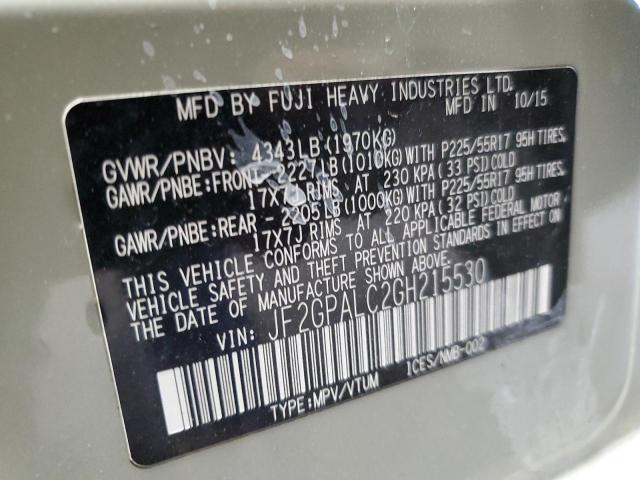 MFD BY FUJI HEAVY INDUSTRIES LTD.
MFD IN 10/15
GVWR/PNBV: 4343LB (1970KG)
GAWR/PNBE: FRONT - 2227LB (1010KG) WITH P225/55R17 95H TIRES,
17X7J RIMS AT 230 KPA (33 PSI) COLD
GAWR/PNBE: REAR - 2205LB (1000KG) WITH P225/55R17 95H TIRES,
17X7J RIMS AT 220 KPA (32 PSI) COLD
THIS VEHICLE CONFORMS TO ALL APPLICABLE FEDERAL MOTOR
VEHICLE SAFETY AND THEFT PREVENTION STANDARDS IN EFFECT ON
THE DATE OF MANUFACTURE SHOWN ABOVE.
VIN: JF2GPALC2GH215530
ICES/NMB-002
TYPE: MPV/VTUM